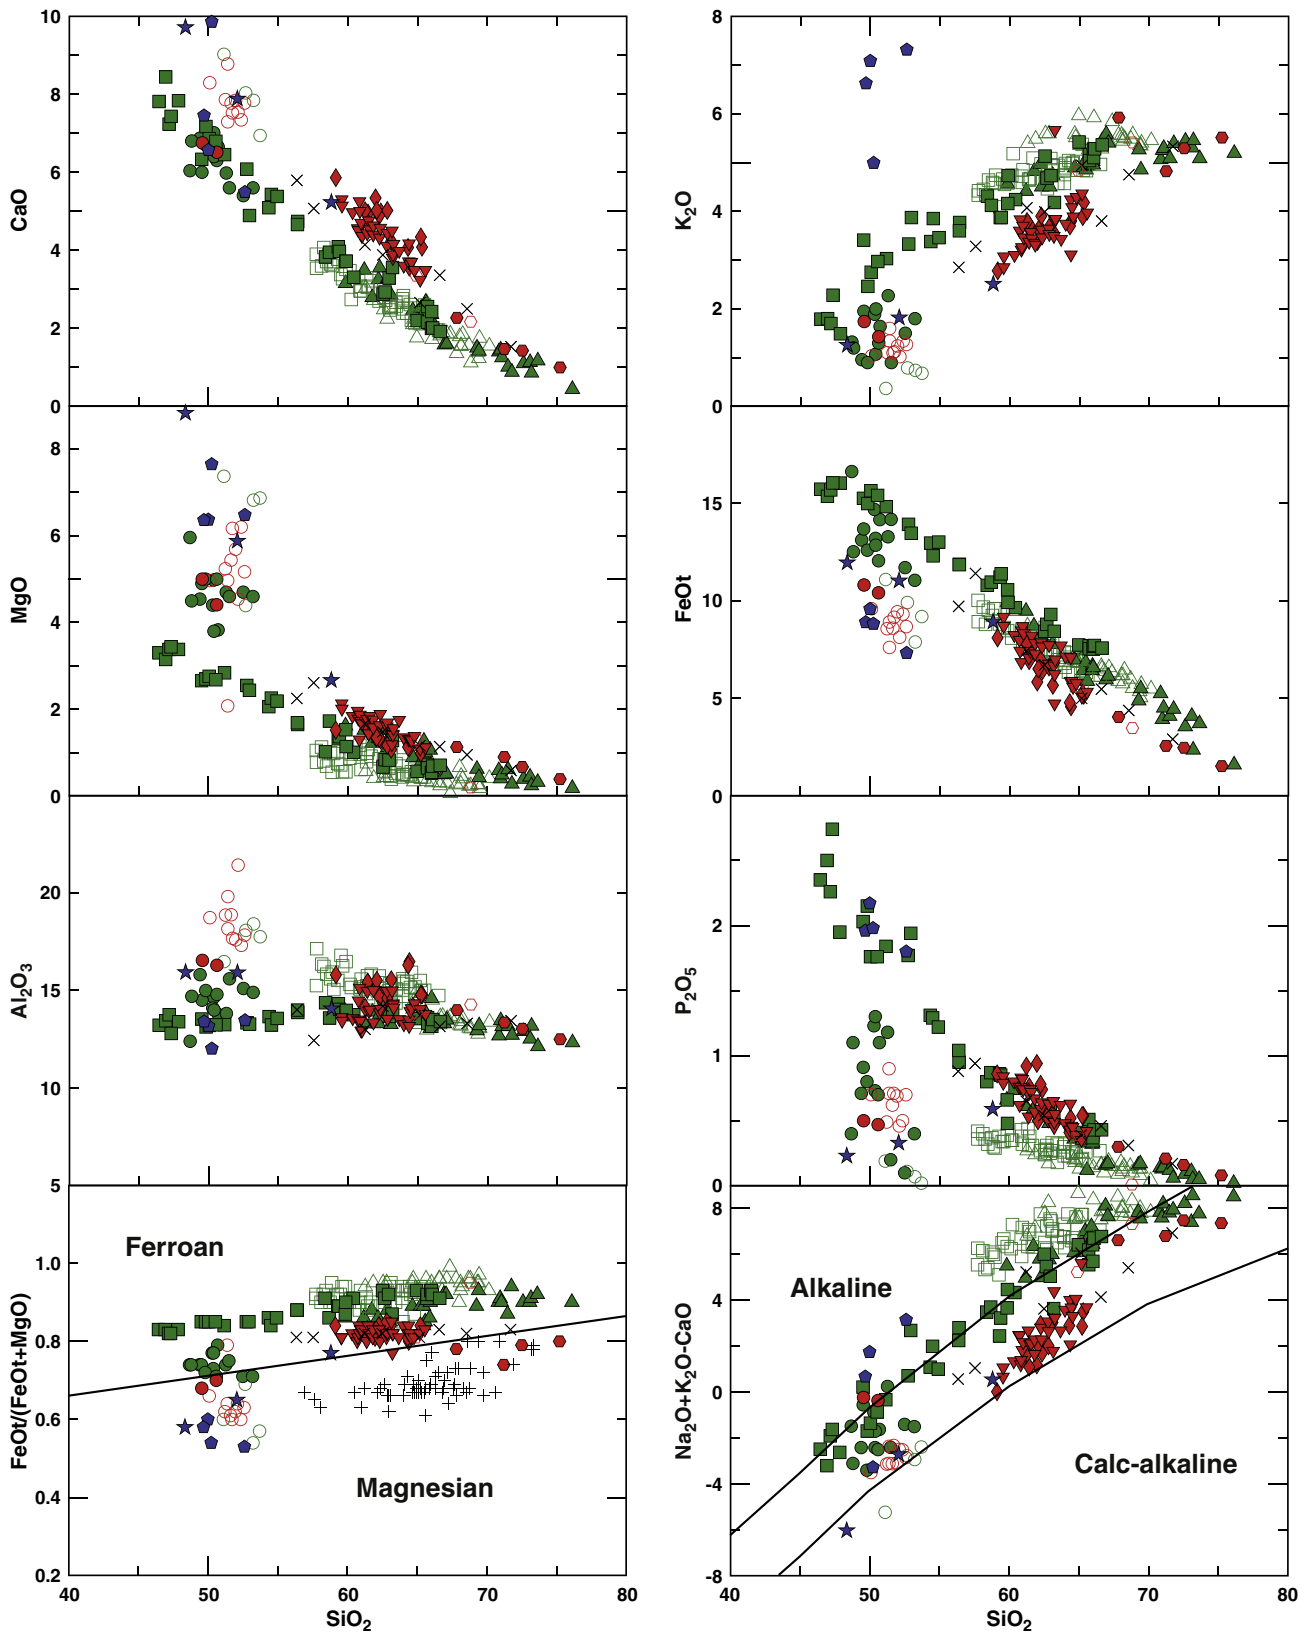 10
8
6
4
2
0
CaO
8
6
4
2
0
K₂O
8
6
4
2
0
MgO
15
10
5
0
FeOt
20
15
10
5
Al₂O₃
2
1
0
P₂O₅
Ferroan
Magnesian
1.0
0.8
0.6
0.4
0.2
FeOt/(FeOt+MgO)
40 50 60 70 80
SiO₂
Alkaline
Calc-alkaline
8
4
0
-4
-8
Na₂O+K₂O-CaO
40 50 60 70 80
SiO₂